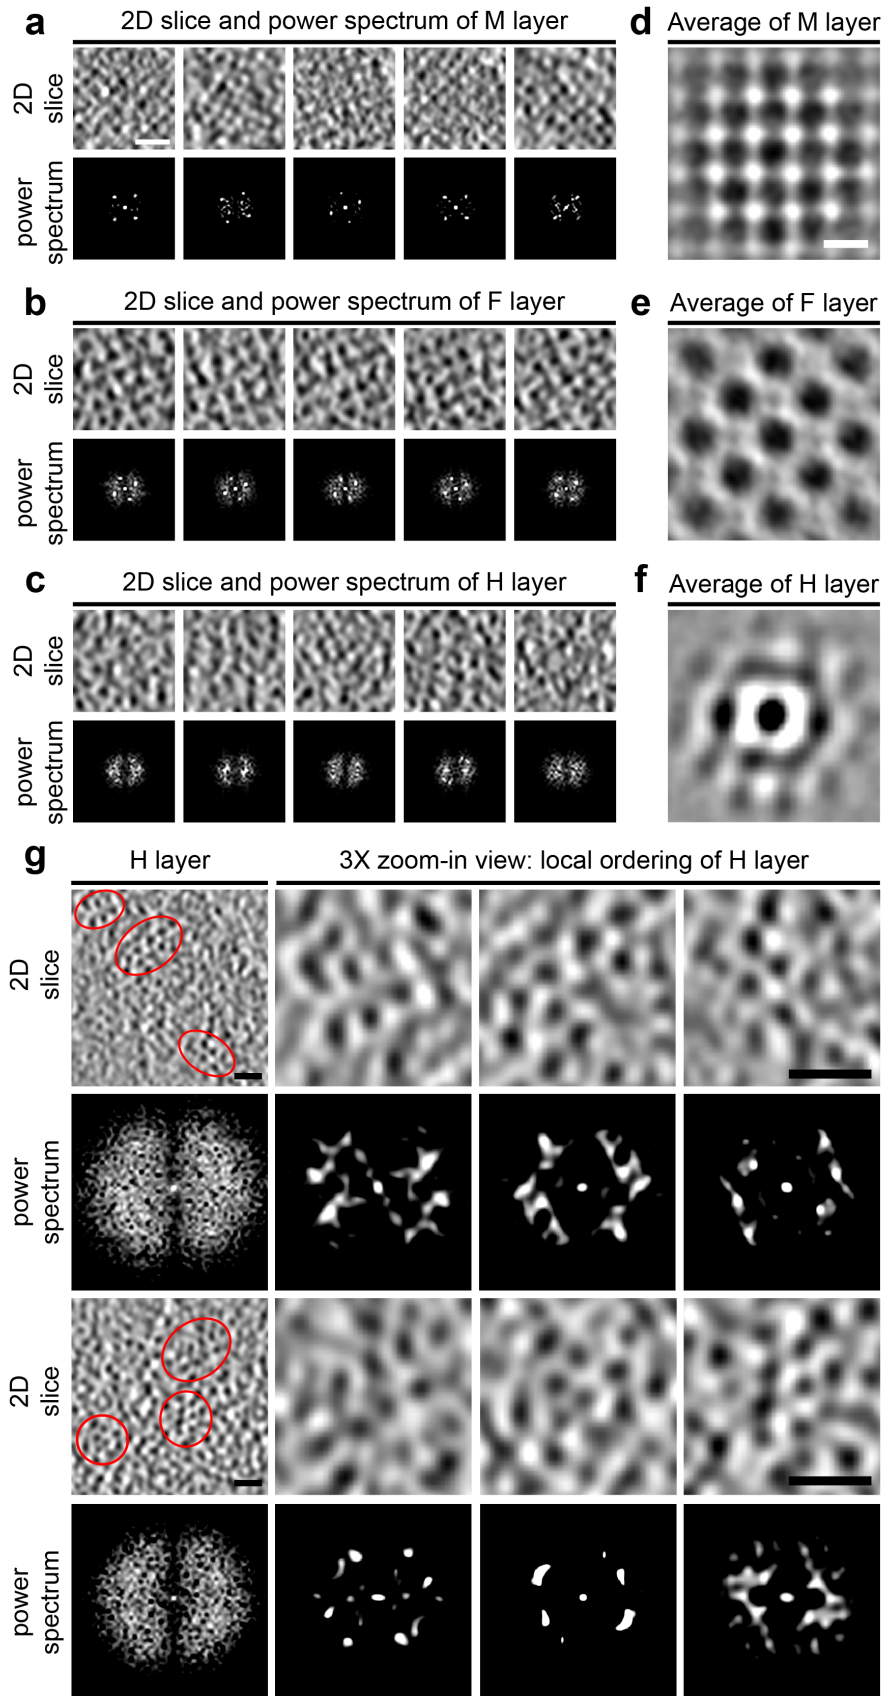 a
2D slice and power spectrum of M layer
2D
slice
power
spectrum
d
Average of M layer
b
2D slice and power spectrum of F layer
2D
slice
power
spectrum
e
Average of F layer
c
2D slice and power spectrum of H layer
2D
slice
power
spectrum
f
Average of H layer
g
H layer
3X zoom-in view: local ordering of H layer
2D
slice
power
spectrum
2D
slice
power
spectrum